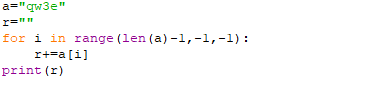 a="qw3e"
r=""
for i in range(len(a)-1,-1,-1):
    r+=a[i]
print(r)